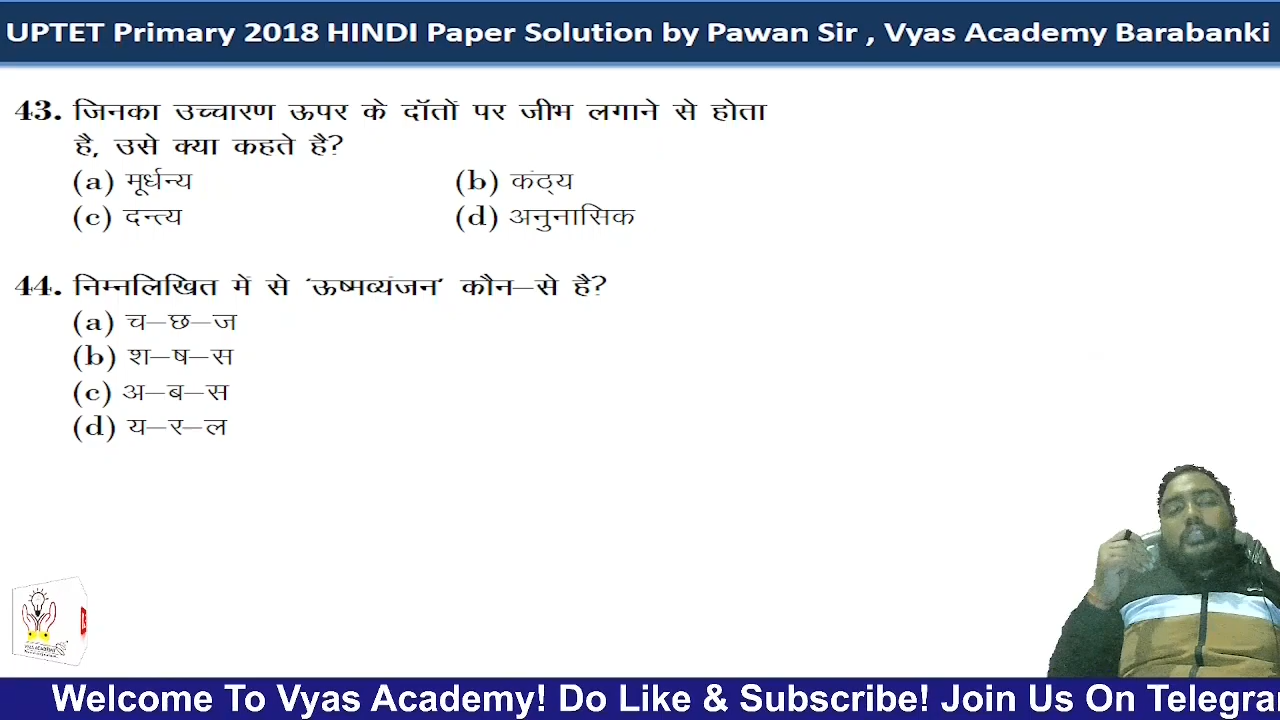 UPTET Primary 2018 HINDI Paper Solution by Pawan Sir , Vyas Academy Barabanki
43. जिनका उच्चारण ऊपर के दाँतों पर जीभ लगाने से होता
है, उसे क्या कहते है?
(a) मूर्धन्य (b) कंठ्य
(c) दन्त्य (d) अनुनासिक
44. निम्नलिखित में से 'ऊष्मव्यंजन' कौन–से है?
(a) च–छ–ज
(b) श–ष–स
(c) अ–ब–स
(d) य–र–ल
VYAS ACADEMY
Welcome To Vyas Academy! Do Like & Subscribe! Join Us On Telegra